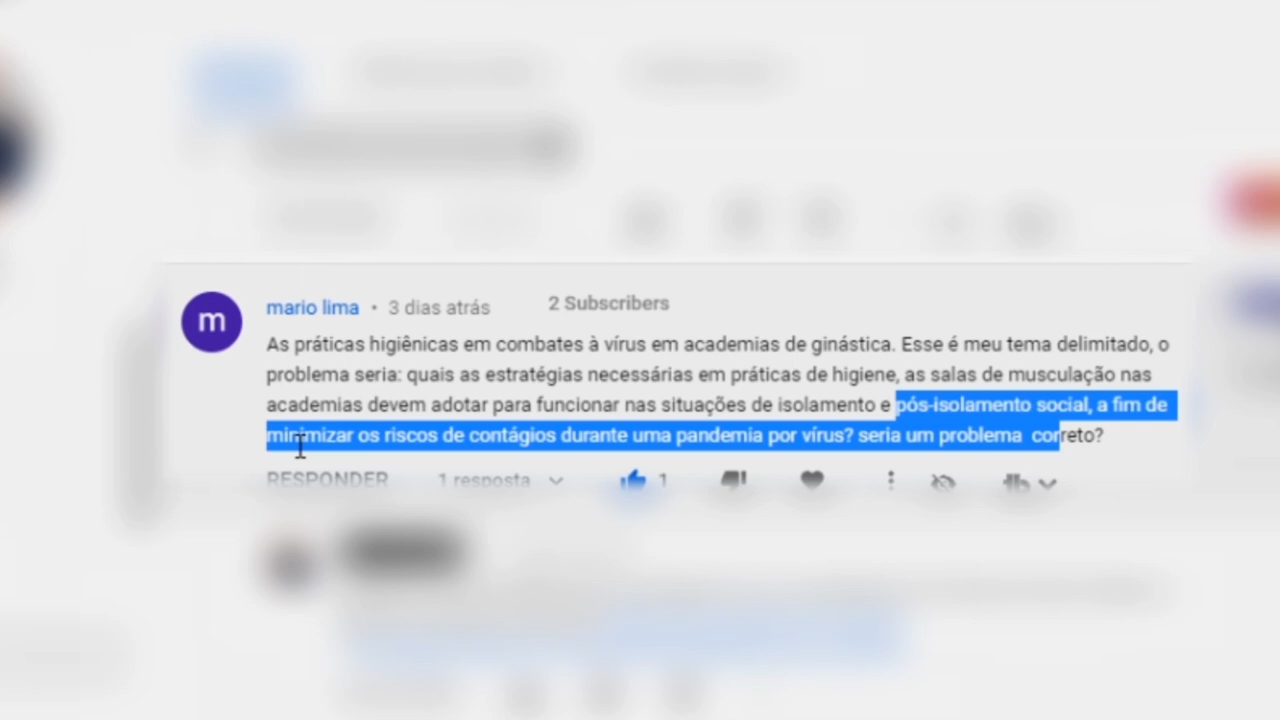 m
mario lima • 3 dias atrás 2 Subscribers
As práticas higiênicas em combates à vírus em academias de ginástica. Esse é meu tema delimitado, o
problema seria: quais as estratégias necessárias em práticas de higiene, as salas de musculação nas
academias devem adotar para funcionar nas situações de isolamento e pós-isolamento social, a fim de
minimizar os riscos de contágios durante uma pandemia por vírus? seria um problema correto?
RESPONDER 1 resposta 1